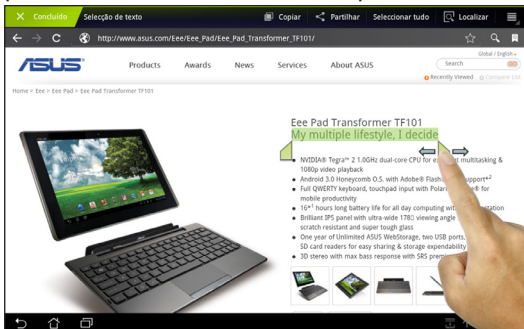 Concluído Selecção de texto Copiar Partilhar Seleccionar tudo Localizar
http://www.asus.com/Eee/Eee_Pad/Eee_Pad_Transformer_TF101/
Global / English
ASUS Products Awards News Services About ASUS Search
Recently Viewed Compare List
Home > Eee > Eee Pad > Eee Pad Transformer TF101
Eee Pad Transformer TF101
My multiple lifestyle, I decide
NVIDIA® Tegra™ 2 1.0GHz dual-core CPU for multitasking &
1080p video playback
Android 3.0 Honeycomb O.S. with Adobe® Flash support*2
Full QWERTY keyboard, touchpad input with for
mobile productivity
16*1 hours long battery life for all day computing
Brilliant IPS panel with ultra-wide 178° viewing angle
scratch resistant and super tough glass
One year of Unlimited ASUS WebStorage, two USB ports,
SD card readers for easy sharing & storage expendability
3D stereo with max bass response with SRS